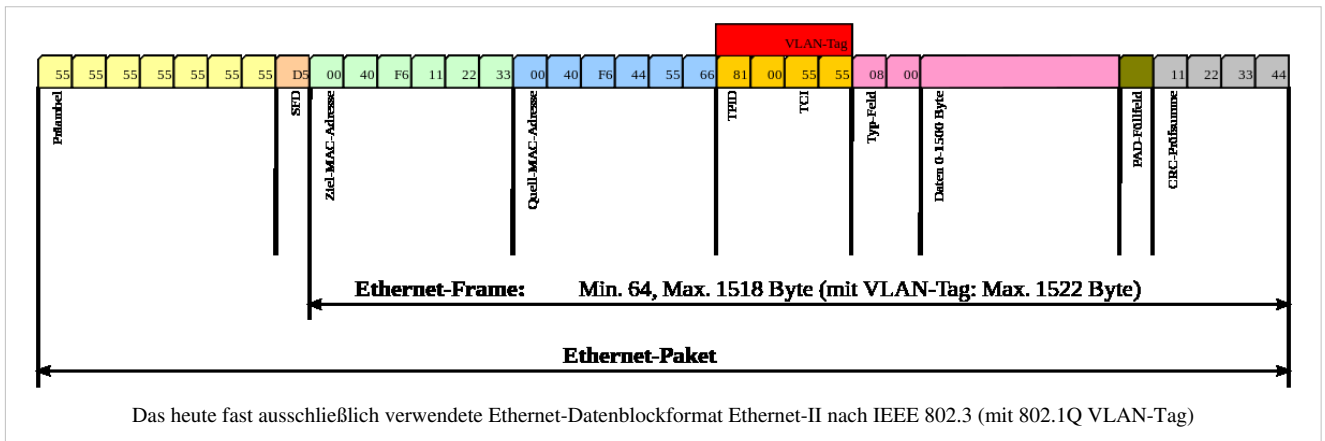 VLAN-Tag
55 55 55 55 55 55 55 D5 00 40 F6 11 22 33 00 40 F6 44 55 66 81 00 55 55 08 00 11 22 33 44
Präambel
SFD
Ziel-MAC-Adresse
Quell-MAC-Adresse
TPID
TCI
Typ-Feld
Daten 0-1500 Byte
PAD-Füllfeld
CRC-Prüfsumme
Ethernet-Frame: Min. 64, Max. 1518 Byte (mit VLAN-Tag: Max. 1522 Byte)
Ethernet-Paket
Das heute fast ausschließlich verwendete Ethernet-Datenblockformat Ethernet-II nach IEEE 802.3 (mit 802.1Q VLAN-Tag)